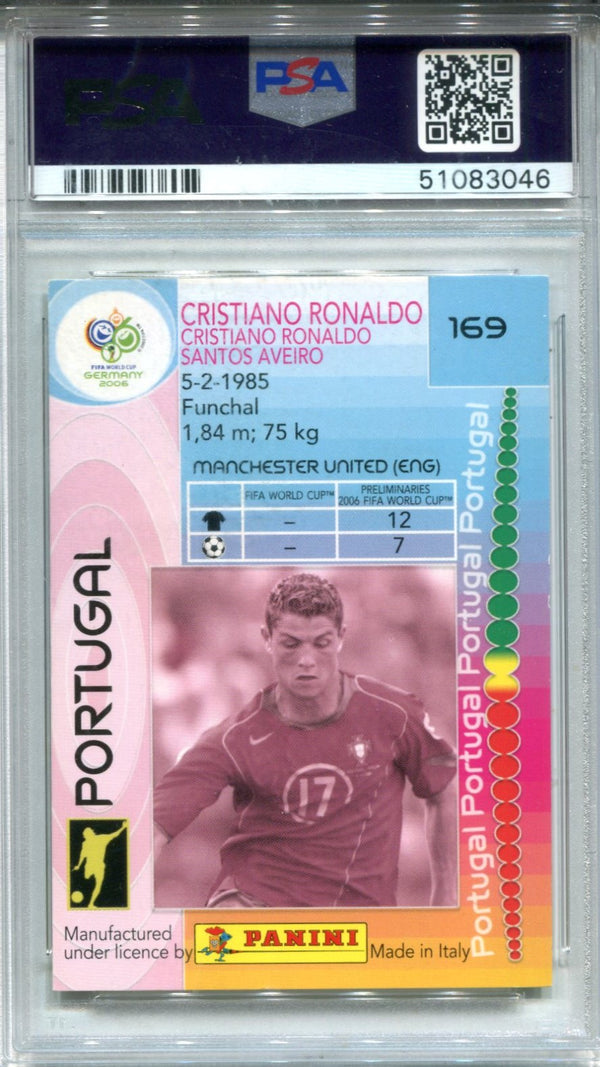 PSA
PSA
51083046
CRISTIANO RONALDO
CRISTIANO RONALDO
SANTOS AVEIRO
169
FIFA WORLD CUP
GERMANY
2006
5-2-1985
Funchal
1,84 m; 75 kg
MANCHESTER UNITED (ENG)
FIFA WORLD CUP™
PRELIMINARIES
2006 FIFA WORLD CUP™
– 12
– 7
PORTUGAL
Portugal Portugal Portugal Portugal
17
Manufactured
under licence by
PANINI
Made in Italy